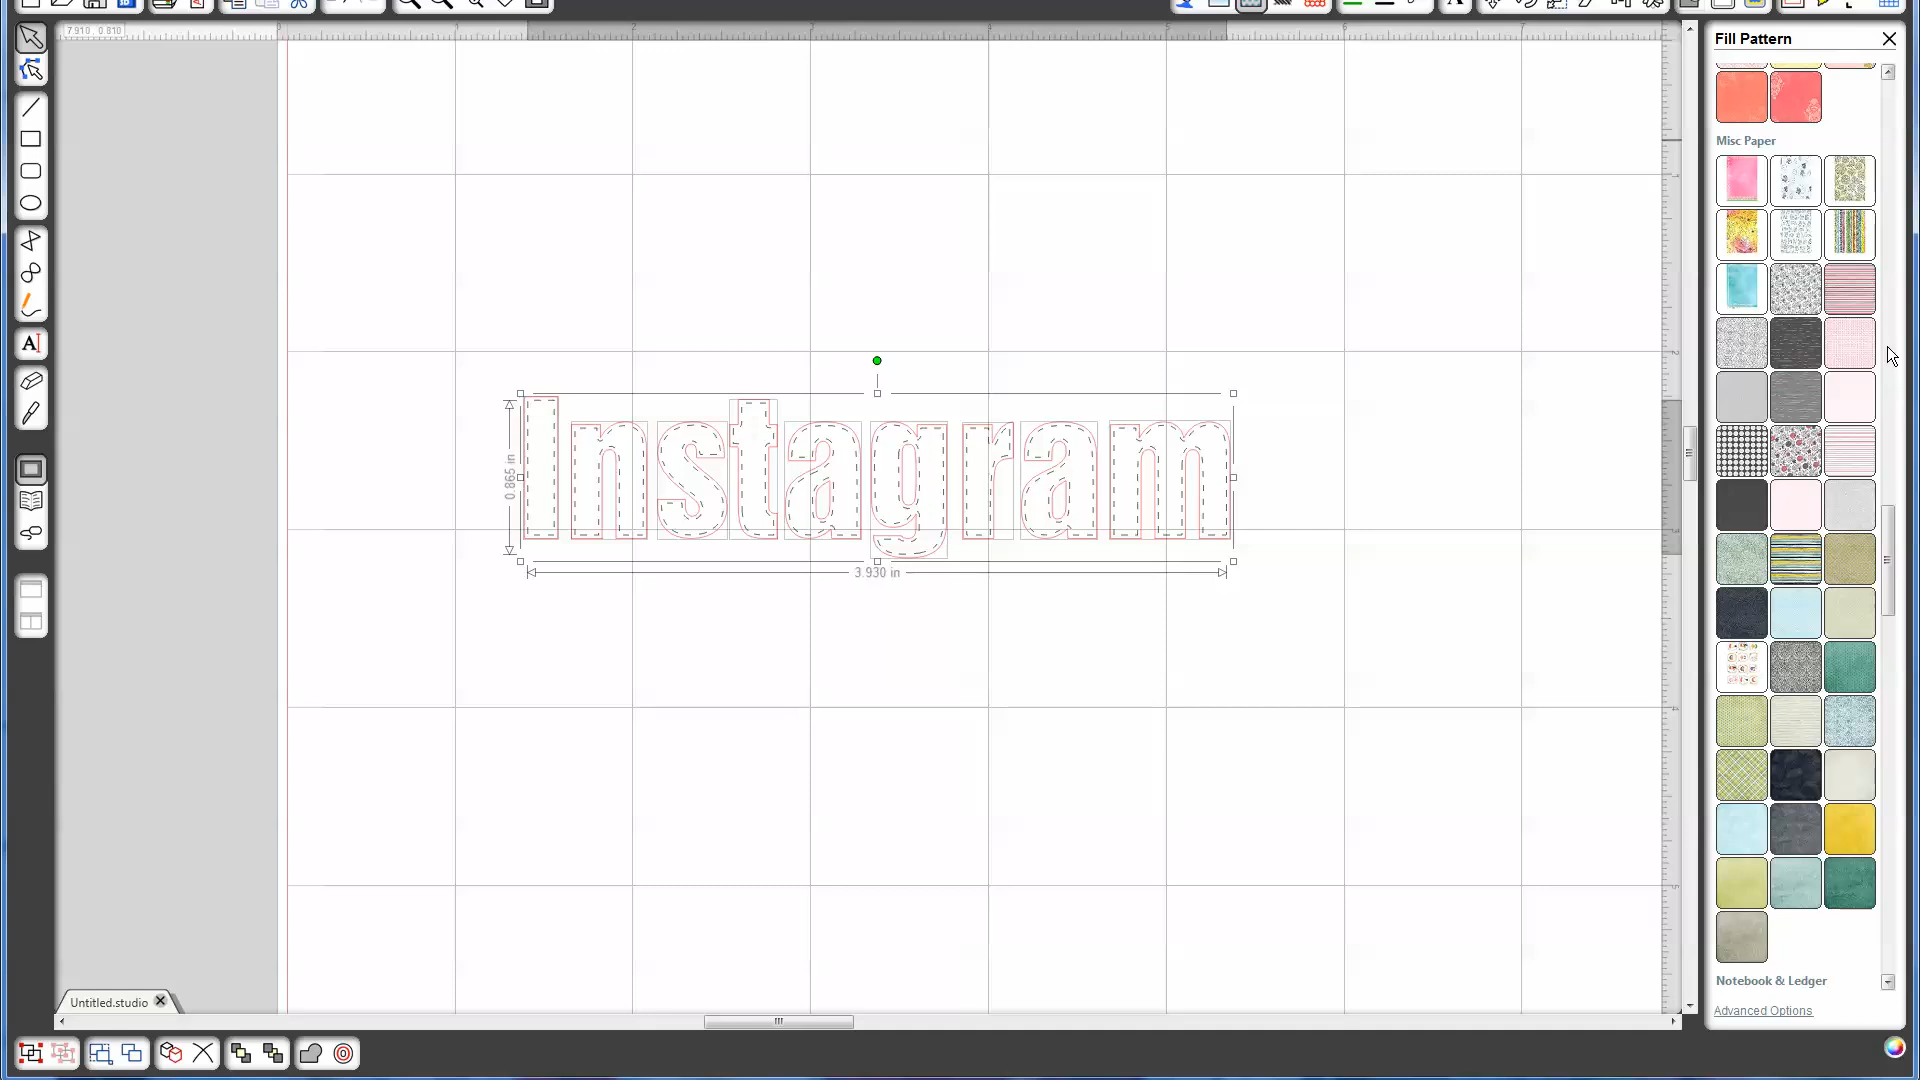 7.910 , 0.810
Fill Pattern
Misc Paper
Instagram
0.865 in
3.930 in
Notebook & Ledger
Advanced Options
Untitled.studio